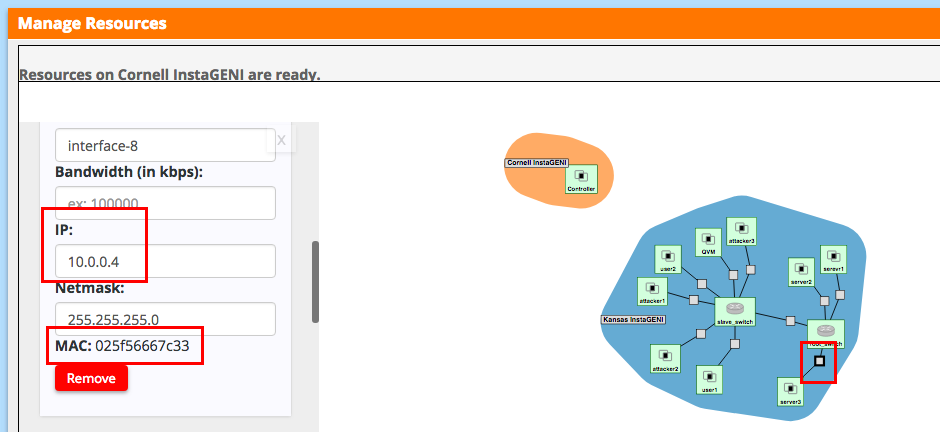 Manage Resources
Resources on Cornell InstaGENI are ready.
interface-8
X
Bandwidth (in kbps):
ex: 100000
IP:
10.0.0.4
Netmask:
255.255.255.0
MAC: 025f56667c33
Remove
Cornell InstaGENI
Controller
attacker3
QVM
user2
serevr1
server2
attacker1
Kansas InstaGENI
slave_switch
root_switch
attacker2
user1
server3